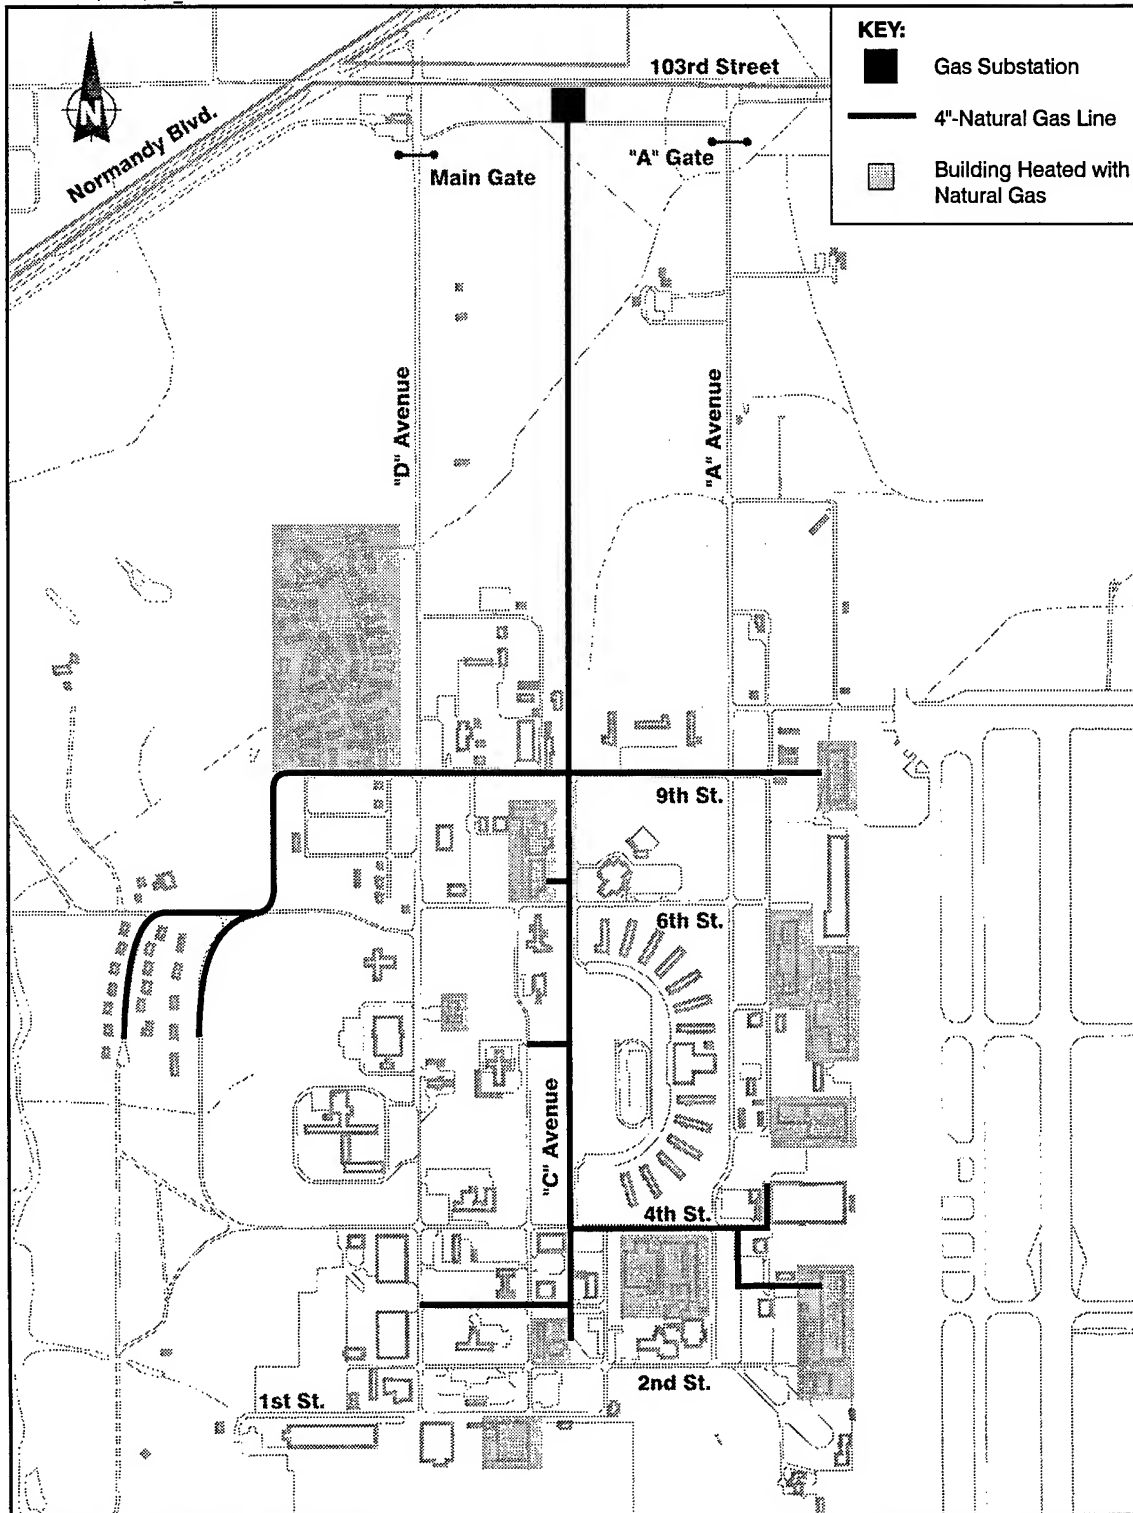 KEY:
103rd Street
Gas Substation
N
4"-Natural Gas Line
Normandy Blvd.
"A" Gate
Main Gate
Building Heated with
Natural Gas
"D" Avenue
"A" Avenue
9th St.
6th St.
"C" Avenue
4th St.
2nd St.
1st St.